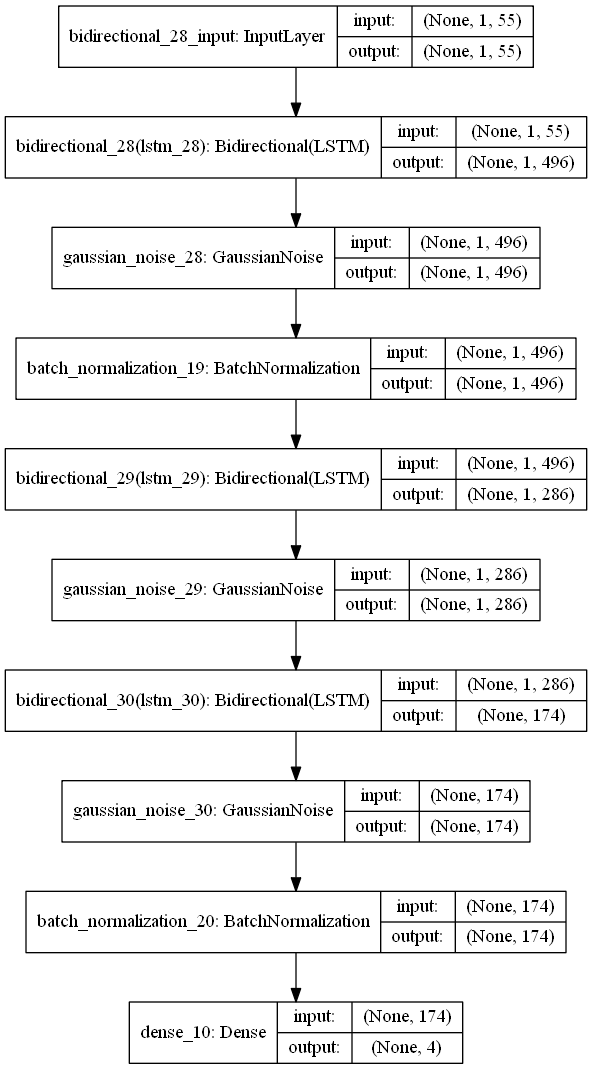 bidirectional_28_input: InputLayer
input: (None, 1, 55)
output: (None, 1, 55)
bidirectional_28(lstm_28): Bidirectional(LSTM)
input: (None, 1, 55)
output: (None, 1, 496)
gaussian_noise_28: GaussianNoise
input: (None, 1, 496)
output: (None, 1, 496)
batch_normalization_19: BatchNormalization
input: (None, 1, 496)
output: (None, 1, 496)
bidirectional_29(lstm_29): Bidirectional(LSTM)
input: (None, 1, 496)
output: (None, 1, 286)
gaussian_noise_29: GaussianNoise
input: (None, 1, 286)
output: (None, 1, 286)
bidirectional_30(lstm_30): Bidirectional(LSTM)
input: (None, 1, 286)
output: (None, 174)
gaussian_noise_30: GaussianNoise
input: (None, 174)
output: (None, 174)
batch_normalization_20: BatchNormalization
input: (None, 174)
output: (None, 174)
dense_10: Dense
input: (None, 174)
output: (None, 4)